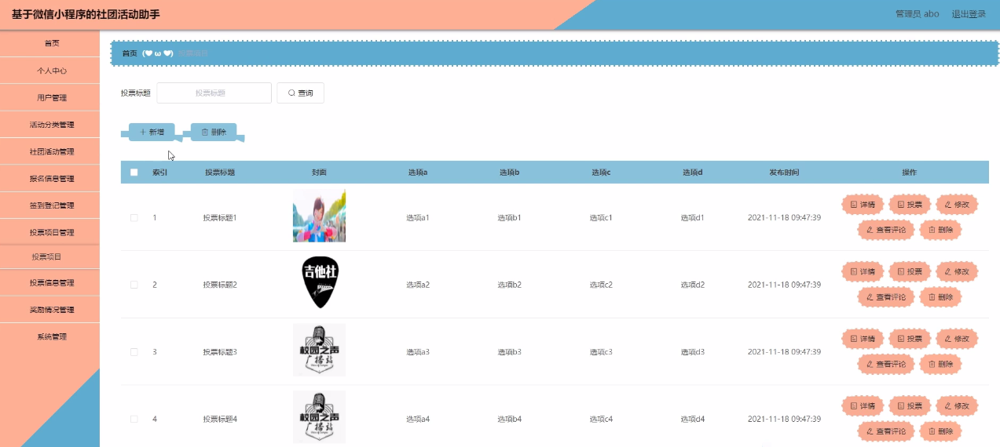 基于微信小程序的社团活动助手
管理员 abo 退出登录
首页
个人中心
用户管理
活动分类管理
社团活动管理
报名信息管理
签到登记管理
投票项目管理
投票项目
投票信息管理
奖励情况管理
系统管理
首页 (❤ ω ❤) 投票项目
投票标题 投票标题 查询
新增 删除
索引 投票标题 封面 选项a 选项b 选项c 选项d 发布时间 操作
1 投票标题1 选项a1 选项b1 选项c1 选项d1 2021-11-18 09:47:39 详情 投票 修改
查看评论 删除
吉他社
2 投票标题2 选项a2 选项b2 选项c2 选项d2 2021-11-18 09:47:39 详情 投票 修改
查看评论 删除
校园之声
广播站
3 投票标题3 选项a3 选项b3 选项c3 选项d3 2021-11-18 09:47:39 详情 投票 修改
查看评论 删除
校园之声
广播站
4 投票标题4 选项a4 选项b4 选项c4 选项d4 2021-11-18 09:47:39 详情 投票 修改
查看评论 删除